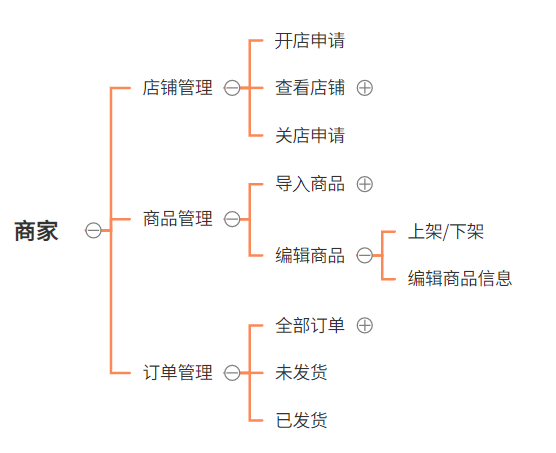 商家
店铺管理
开店申请
查看店铺
关店申请
商品管理
导入商品
编辑商品
上架/下架
编辑商品信息
订单管理
全部订单
未发货
已发货